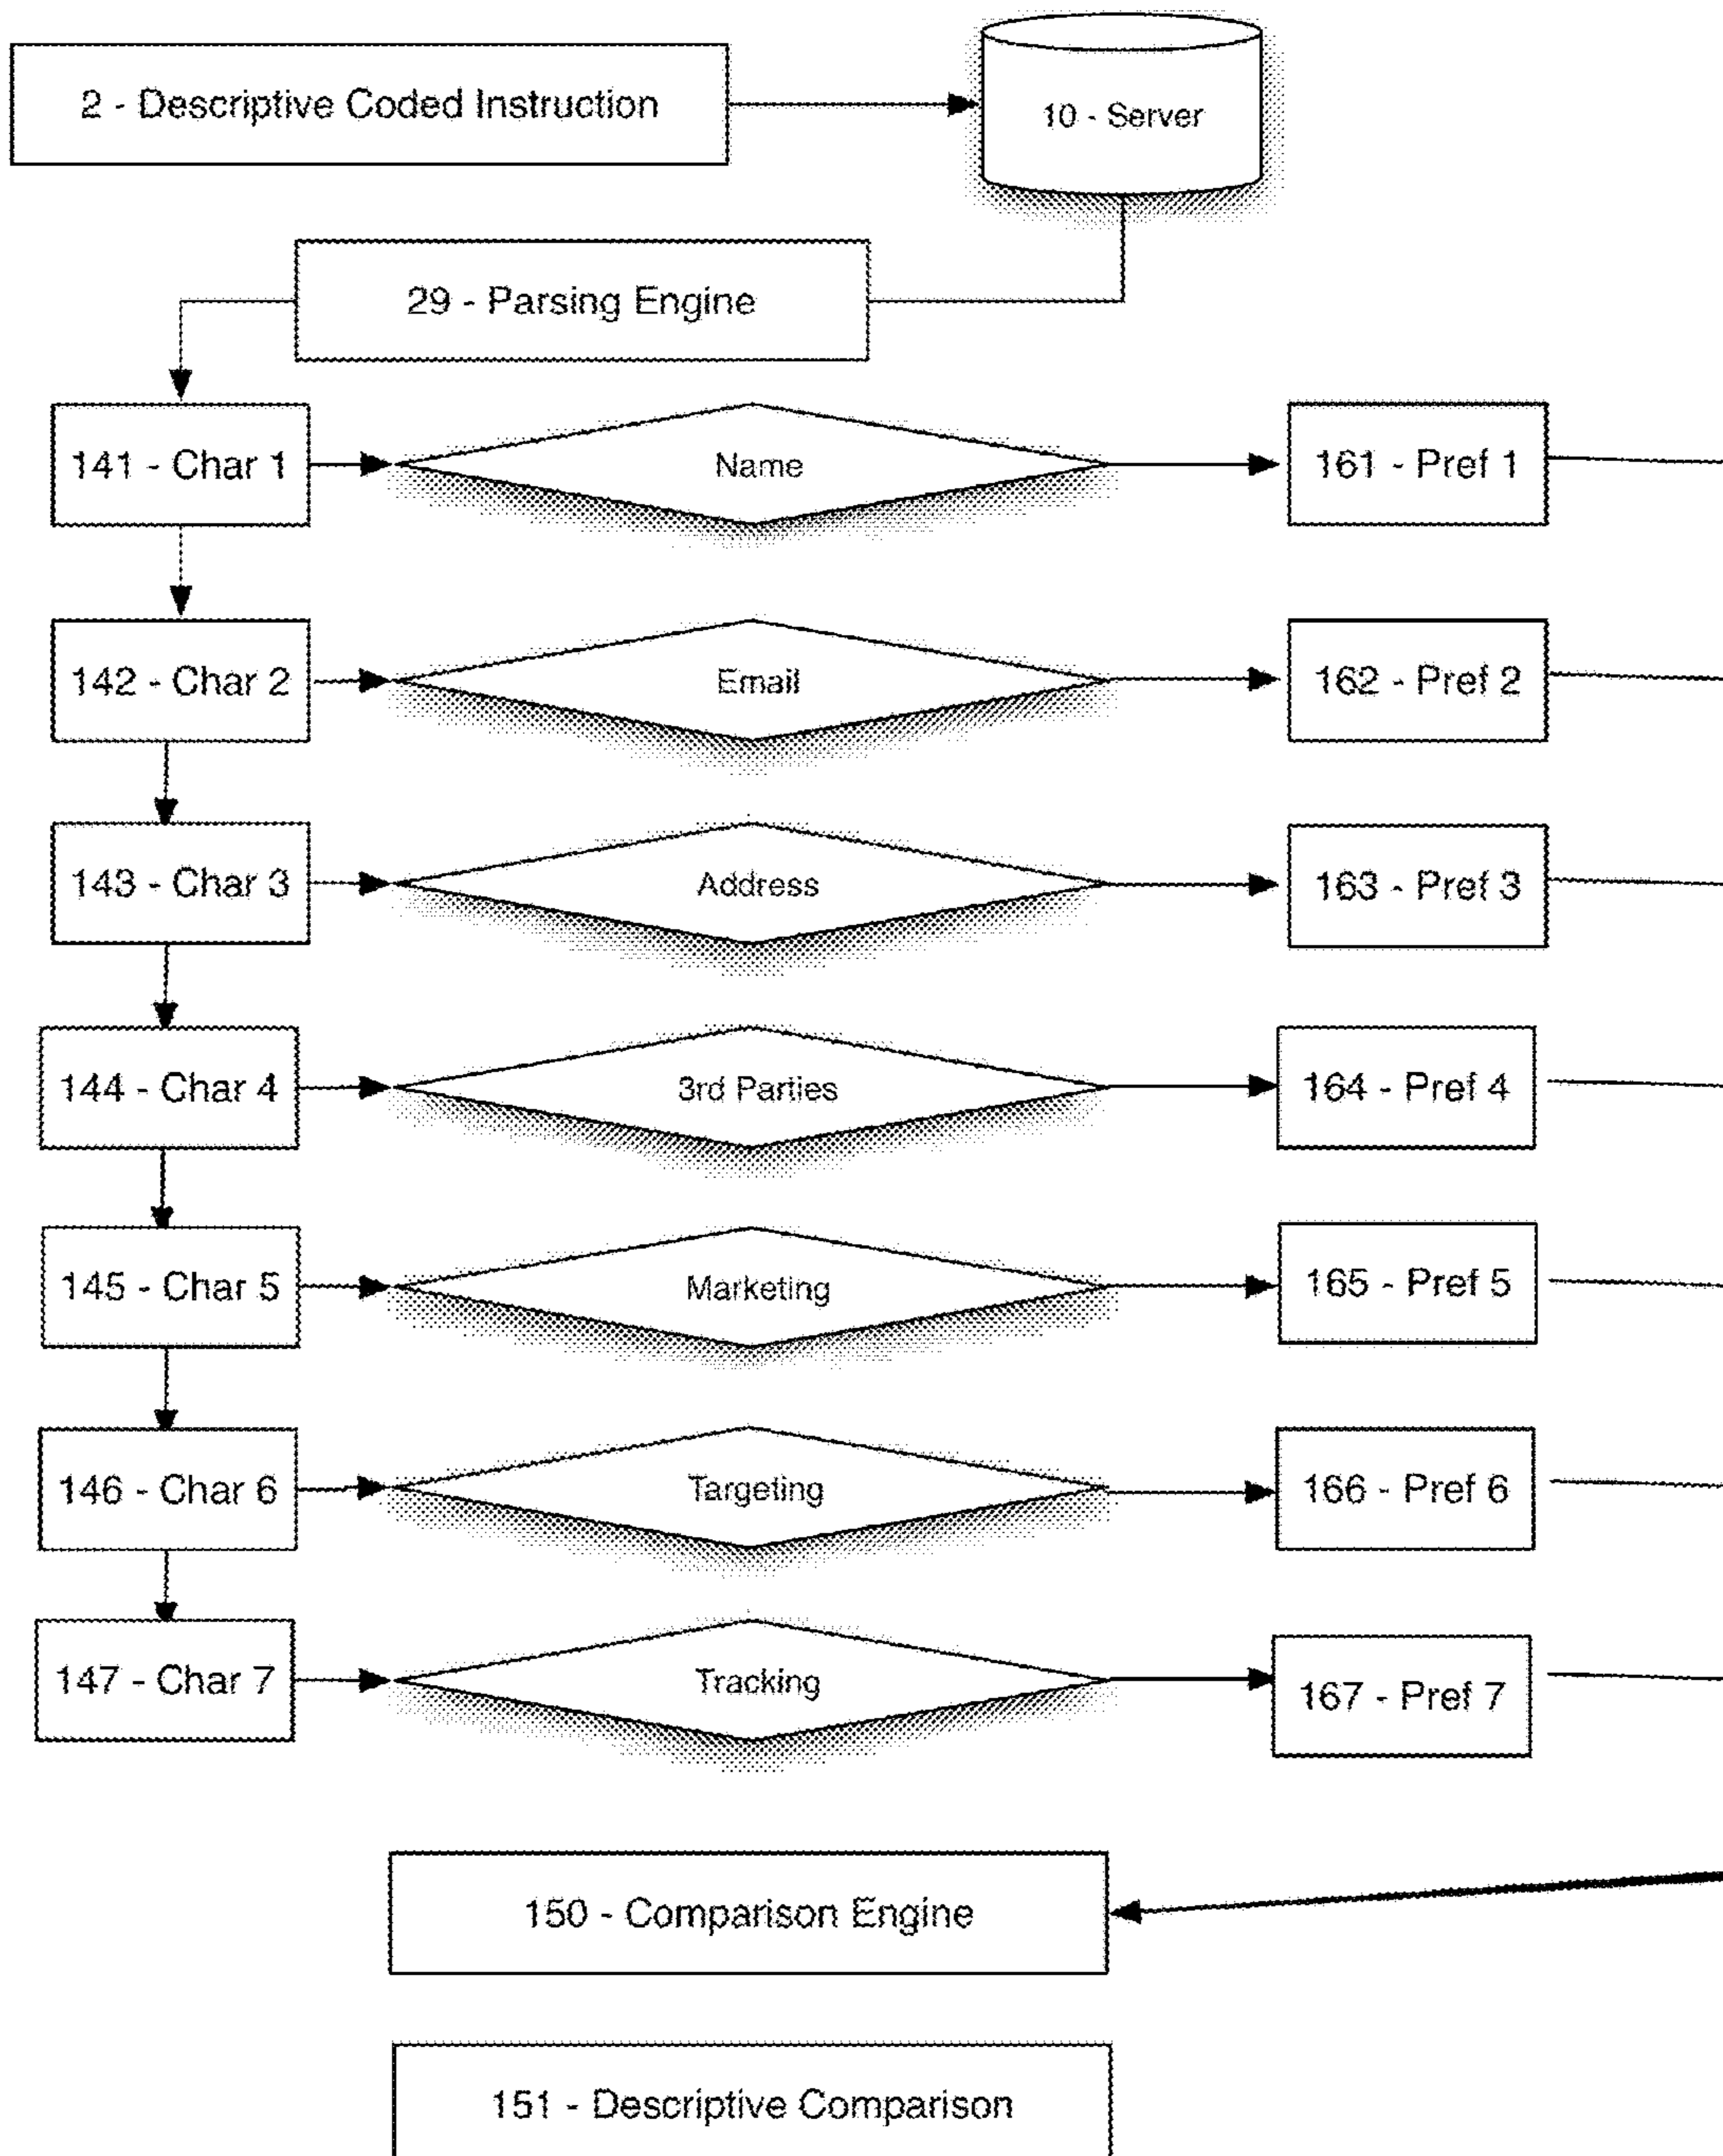 2 - Descriptive Coded Instruction
10 - Server
29 - Parsing Engine
141 - Char 1
Name
161 - Pref 1
142 - Char 2
Email
162 - Pref 2
143 - Char 3
Address
163 - Pref 3
144 - Char 4
3rd Parties
164 - Pref 4
145 - Char 5
Marketing
165 - Pref 5
146 - Char 6
Targeting
166 - Pref 6
147 - Char 7
Tracking
167 - Pref 7
150 - Comparison Engine
151 - Descriptive Comparison